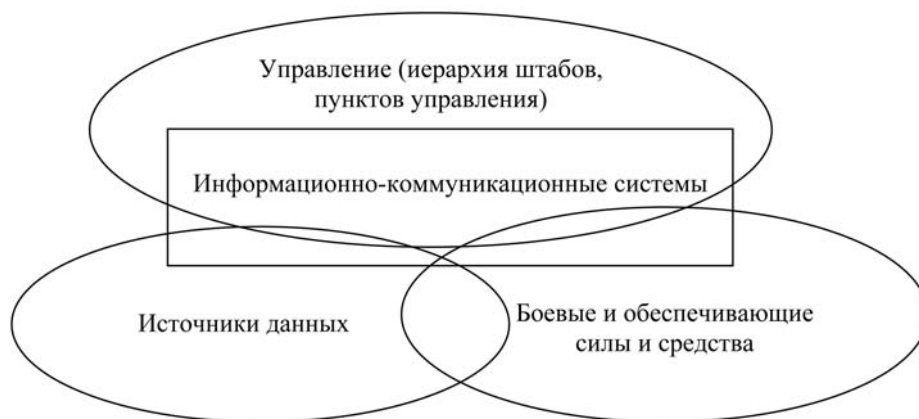 Управление (иерархия штабов,
пунктов управления)
Информационно-коммуникационные системы
Источники данных
Боевые и обеспечивающие
силы и средства